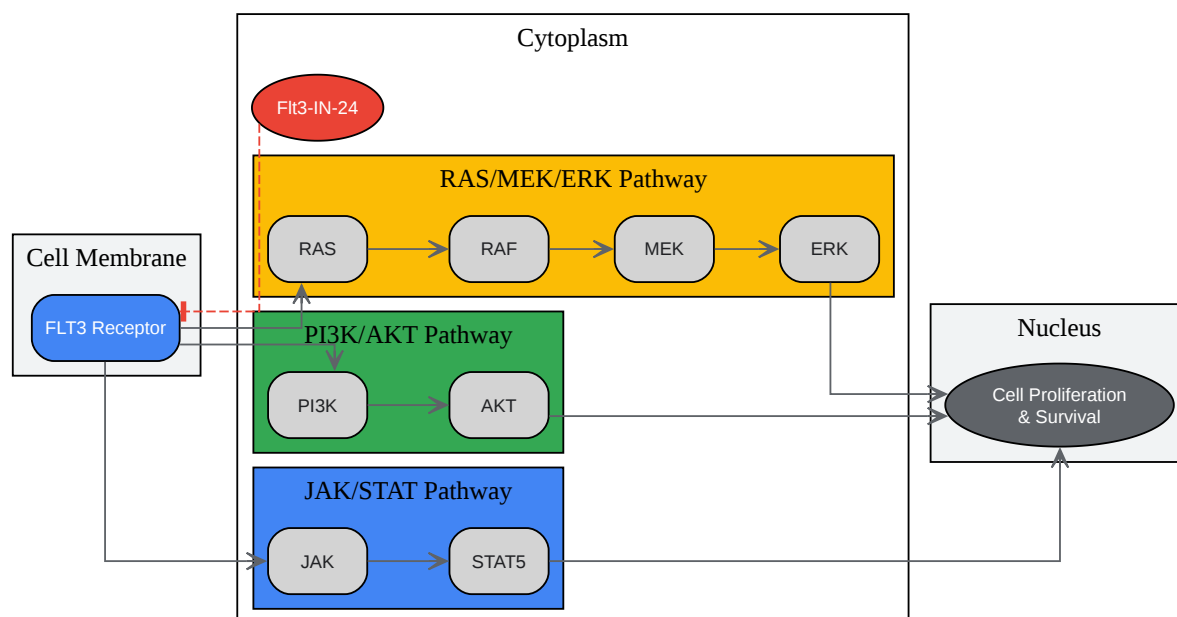 Cytoplasm
Flt3-IN-24
RAS/MEK/ERK Pathway
RAS
RAF
MEK
ERK
Cell Membrane
FLT3 Receptor
PI3K/AKT Pathway
PI3K
AKT
Nucleus
Cell Proliferation
& Survival
JAK/STAT Pathway
JAK
STAT5